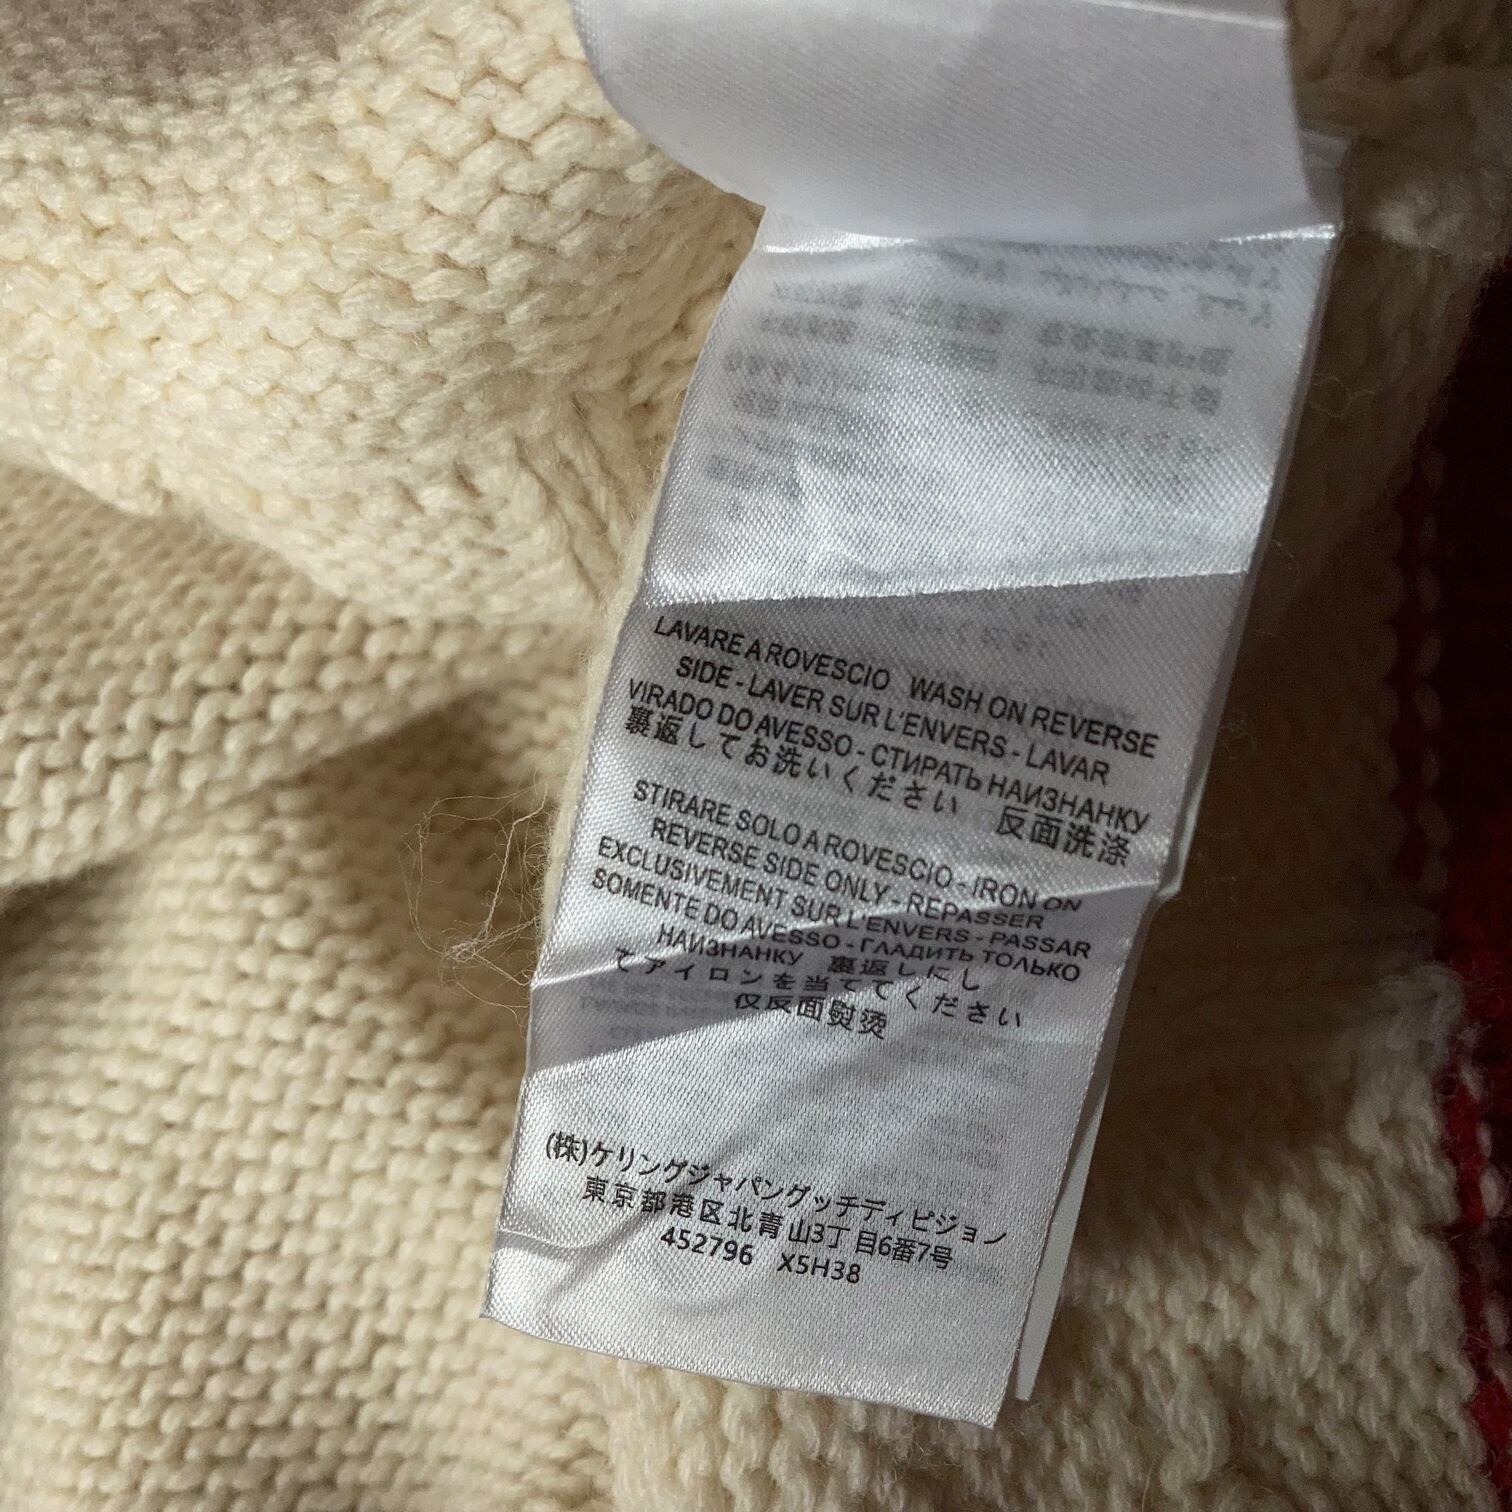 LAVARE A ROVESCIO WASH ON REVERSE
SIDE - LAVER SUR L'ENVERS - LAVAR
VIRADO DO AVESSO - СТИРАТЬ НАИЗНАНКУ
裏返してお洗いください 反面洗涤
STIRARE SOLO A ROVESCIO - IRON ON
REVERSE SIDE ONLY - REPASSER
EXCLUSIVEMENT SUR L'ENVERS - PASSAR
SOMENTE DO AVESSO - ГЛАДИТЬ ТОЛЬКО
НАИЗНАНКУ 裏返しにし
てアイロンを当ててください
仅反面熨烫
(株)ケリングジャパングッチディビジョン
東京都港区北青山3丁目6番7号
452796 X5H38